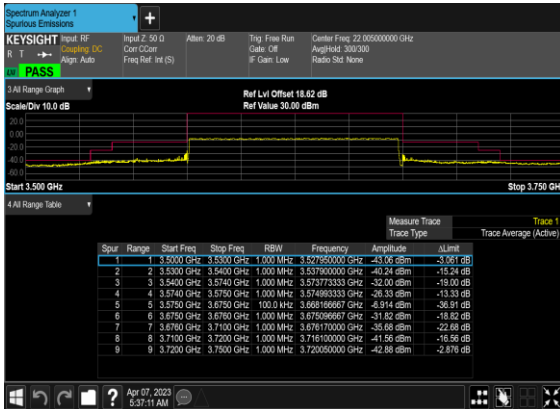 Spectrum Analyzer 1
Spurious Emissions
KEYSIGHT Input: RF Input Z: 50 Ω Atten: 20 dB Trig: Free Run Center Freq: 22.005000000 GHz
R T Coupling: DC Corr CCorr Gate: Off Avg|Hold: 300/300
Align: Auto Freq Ref: Int (S) IF Gain: Low Radio Std: None
PASS
3 All Range Graph
Ref Lvl Offset 18.62 dB
Scale/Div 10.0 dB Ref Value 30.00 dBm
20.0
0.00
-20.0
-40.0
Start 3.500 GHz Stop 3.750 GH
4 All Range Table
Measure Trace Trace 1
Trace Type Trace Average (Active)
Spur Range Start Freq Stop Freq RBW Frequency Amplitude ΔLimit
1 1 3.5000 GHz 3.5300 GHz 1.000 MHz 3.527950000 GHz -43.06 dBm -3.061 dB
2 2 3.5300 GHz 3.5400 GHz 1.000 MHz 3.537900000 GHz -40.24 dBm -15.24 dB
3 3 3.5400 GHz 3.5740 GHz 1.000 MHz 3.573773333 GHz -32.00 dBm -19.00 dB
4 4 3.5740 GHz 3.5750 GHz 1.000 MHz 3.574993333 GHz -26.33 dBm -13.33 dB
5 5 3.5750 GHz 3.6750 GHz 100.0 kHz 3.668166667 GHz -6.914 dBm -36.91 dB
6 6 3.6750 GHz 3.6760 GHz 1.000 MHz 3.675096667 GHz -31.82 dBm -18.82 dB
7 7 3.6760 GHz 3.7100 GHz 1.000 MHz 3.676170000 GHz -35.68 dBm -22.68 dB
8 8 3.7100 GHz 3.7200 GHz 1.000 MHz 3.716100000 GHz -41.56 dBm -16.56 dB
9 9 3.7200 GHz 3.7500 GHz 1.000 MHz 3.720050000 GHz -42.88 dBm -2.876 dB
Apr 07, 2023
5:37:11 AM